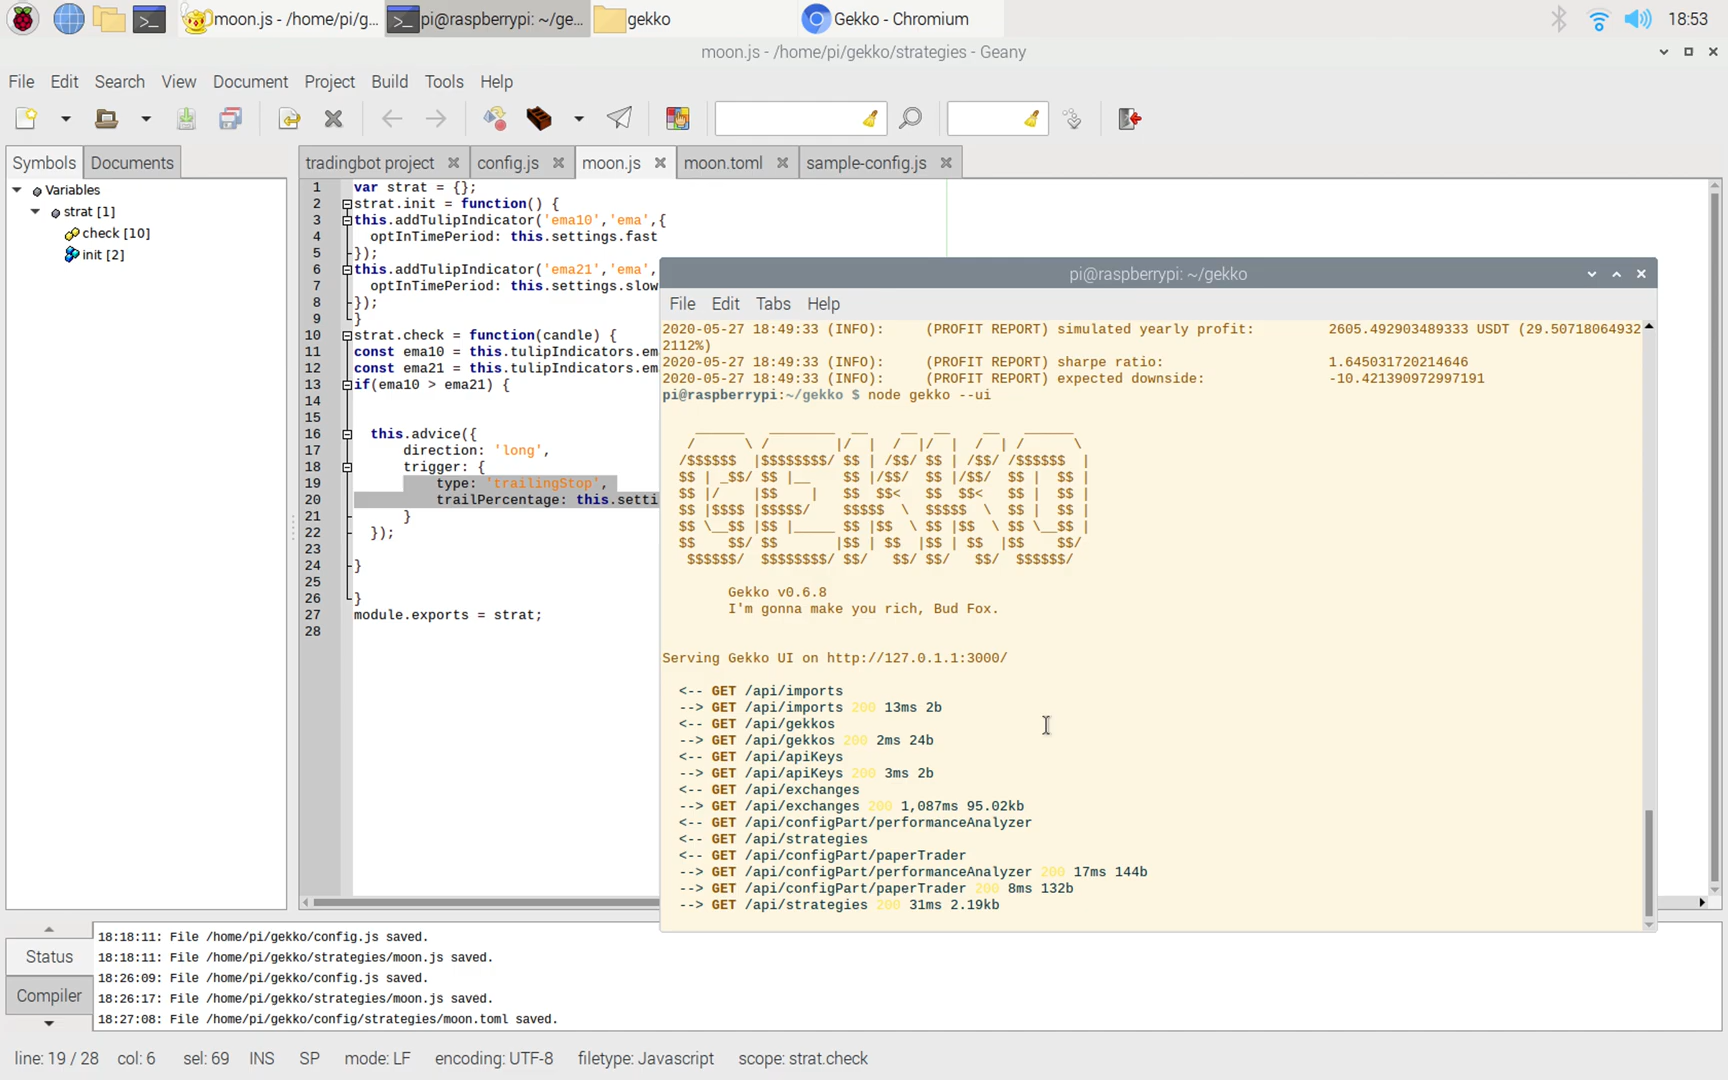 moon.js - /home/pi/g...
pi@raspberrypi: ~/ge...
gekko
Gekko - Chromium
18:53
moon.js - /home/pi/gekko/strategies - Geany
File Edit Search View Document Project Build Tools Help
Symbols Documents
tradingbot project config.js moon.js moon.toml sample-config.js
Variables
strat [1]
check [10]
init [2]
1 var strat = {};
2 strat.init = function() {
3 this.addTulipIndicator('ema10','ema',{
4 optInTimePeriod: this.settings.fast
5 });
6 this.addTulipIndicator('ema21','ema',
7 optInTimePeriod: this.settings.slow
8 });
9 }
10 strat.check = function(candle) {
11 const ema10 = this.tulipIndicators.em
12 const ema21 = this.tulipIndicators.em
13 if(ema10 > ema21) {
14
15
16 this.advice({
17 direction: 'long',
18 trigger: {
19 type: 'trailingStop',
20 trailPercentage: this.setti
21 }
22 });
23
24 }
25
26 }
27 module.exports = strat;
28
pi@raspberrypi: ~/gekko
File Edit Tabs Help
2020-05-27 18:49:33 (INFO): (PROFIT REPORT) simulated yearly profit: 2605.492903489333 USDT (29.50718064932
2112%)
2020-05-27 18:49:33 (INFO): (PROFIT REPORT) sharpe ratio: 1.645031720214646
2020-05-27 18:49:33 (INFO): (PROFIT REPORT) expected downside: -10.421390972997191
pi@raspberrypi:~/gekko $ node gekko --ui
GEKKO
Gekko v0.6.8
I'm gonna make you rich, Bud Fox.
Serving Gekko UI on http://127.0.1.1:3000/
<-- GET /api/imports
--> GET /api/imports 200 13ms 2b
<-- GET /api/gekkos
--> GET /api/gekkos 200 2ms 24b
<-- GET /api/apiKeys
--> GET /api/apiKeys 200 3ms 2b
<-- GET /api/exchanges
--> GET /api/exchanges 200 1,087ms 95.02kb
<-- GET /api/configPart/performanceAnalyzer
<-- GET /api/strategies
<-- GET /api/configPart/paperTrader
--> GET /api/configPart/performanceAnalyzer 200 17ms 144b
--> GET /api/configPart/paperTrader 200 8ms 132b
--> GET /api/strategies 200 31ms 2.19kb
Status
Compiler
18:18:11: File /home/pi/gekko/config.js saved.
18:18:11: File /home/pi/gekko/strategies/moon.js saved.
18:26:09: File /home/pi/gekko/config.js saved.
18:26:17: File /home/pi/gekko/strategies/moon.js saved.
18:27:08: File /home/pi/gekko/config/strategies/moon.toml saved.
line: 19 / 28 col: 6 sel: 69 INS SP mode: LF encoding: UTF-8 filetype: Javascript scope: strat.check